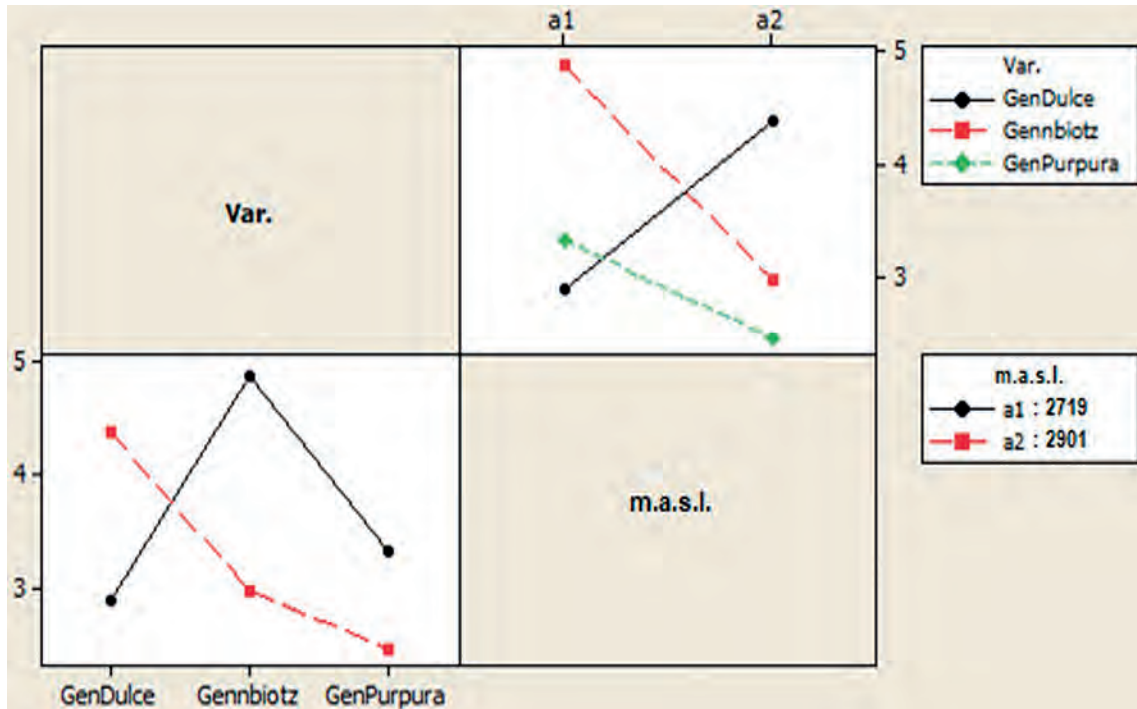 a1 a2
5
4
3
Var.
GenDulce
Gennbiotz
GenPurpura
Var.
5
4
3
m.a.s.l.
a1 : 2719
a2 : 2901
m.a.s.l.
GenDulce Gennbiotz GenPurpura